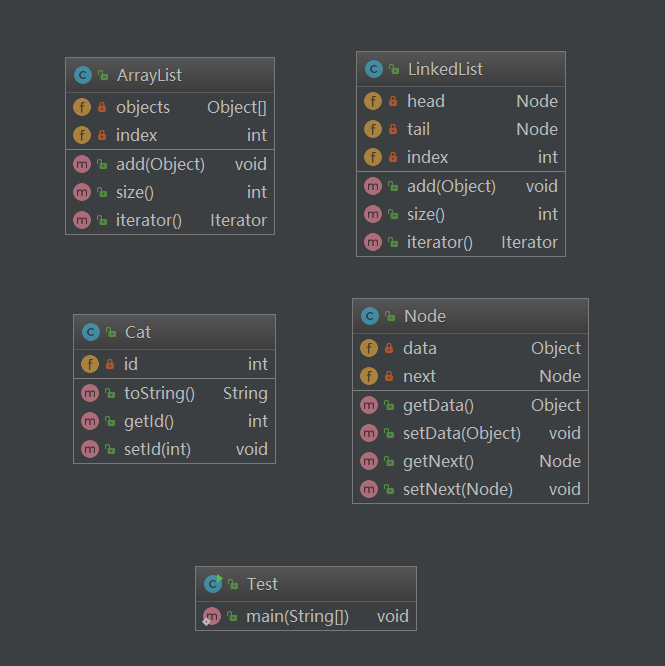 ArrayList
objects Object[]
index int
add(Object) void
size() int
iterator() Iterator
LinkedList
head Node
tail Node
index int
add(Object) void
size() int
iterator() Iterator
Cat
id int
toString() String
getId() int
setId(int) void
Node
data Object
next Node
getData() Object
setData(Object) void
getNext() Node
setNext(Node) void
Test
main(String[]) void